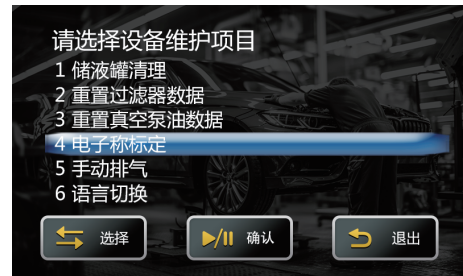 请选择设备维护项目
1 储液罐清理
2 重置过滤器数据
3 重置真空泵油数据
4 电子称标定
5 手动排气
6 语言切换
选择 确认 退出